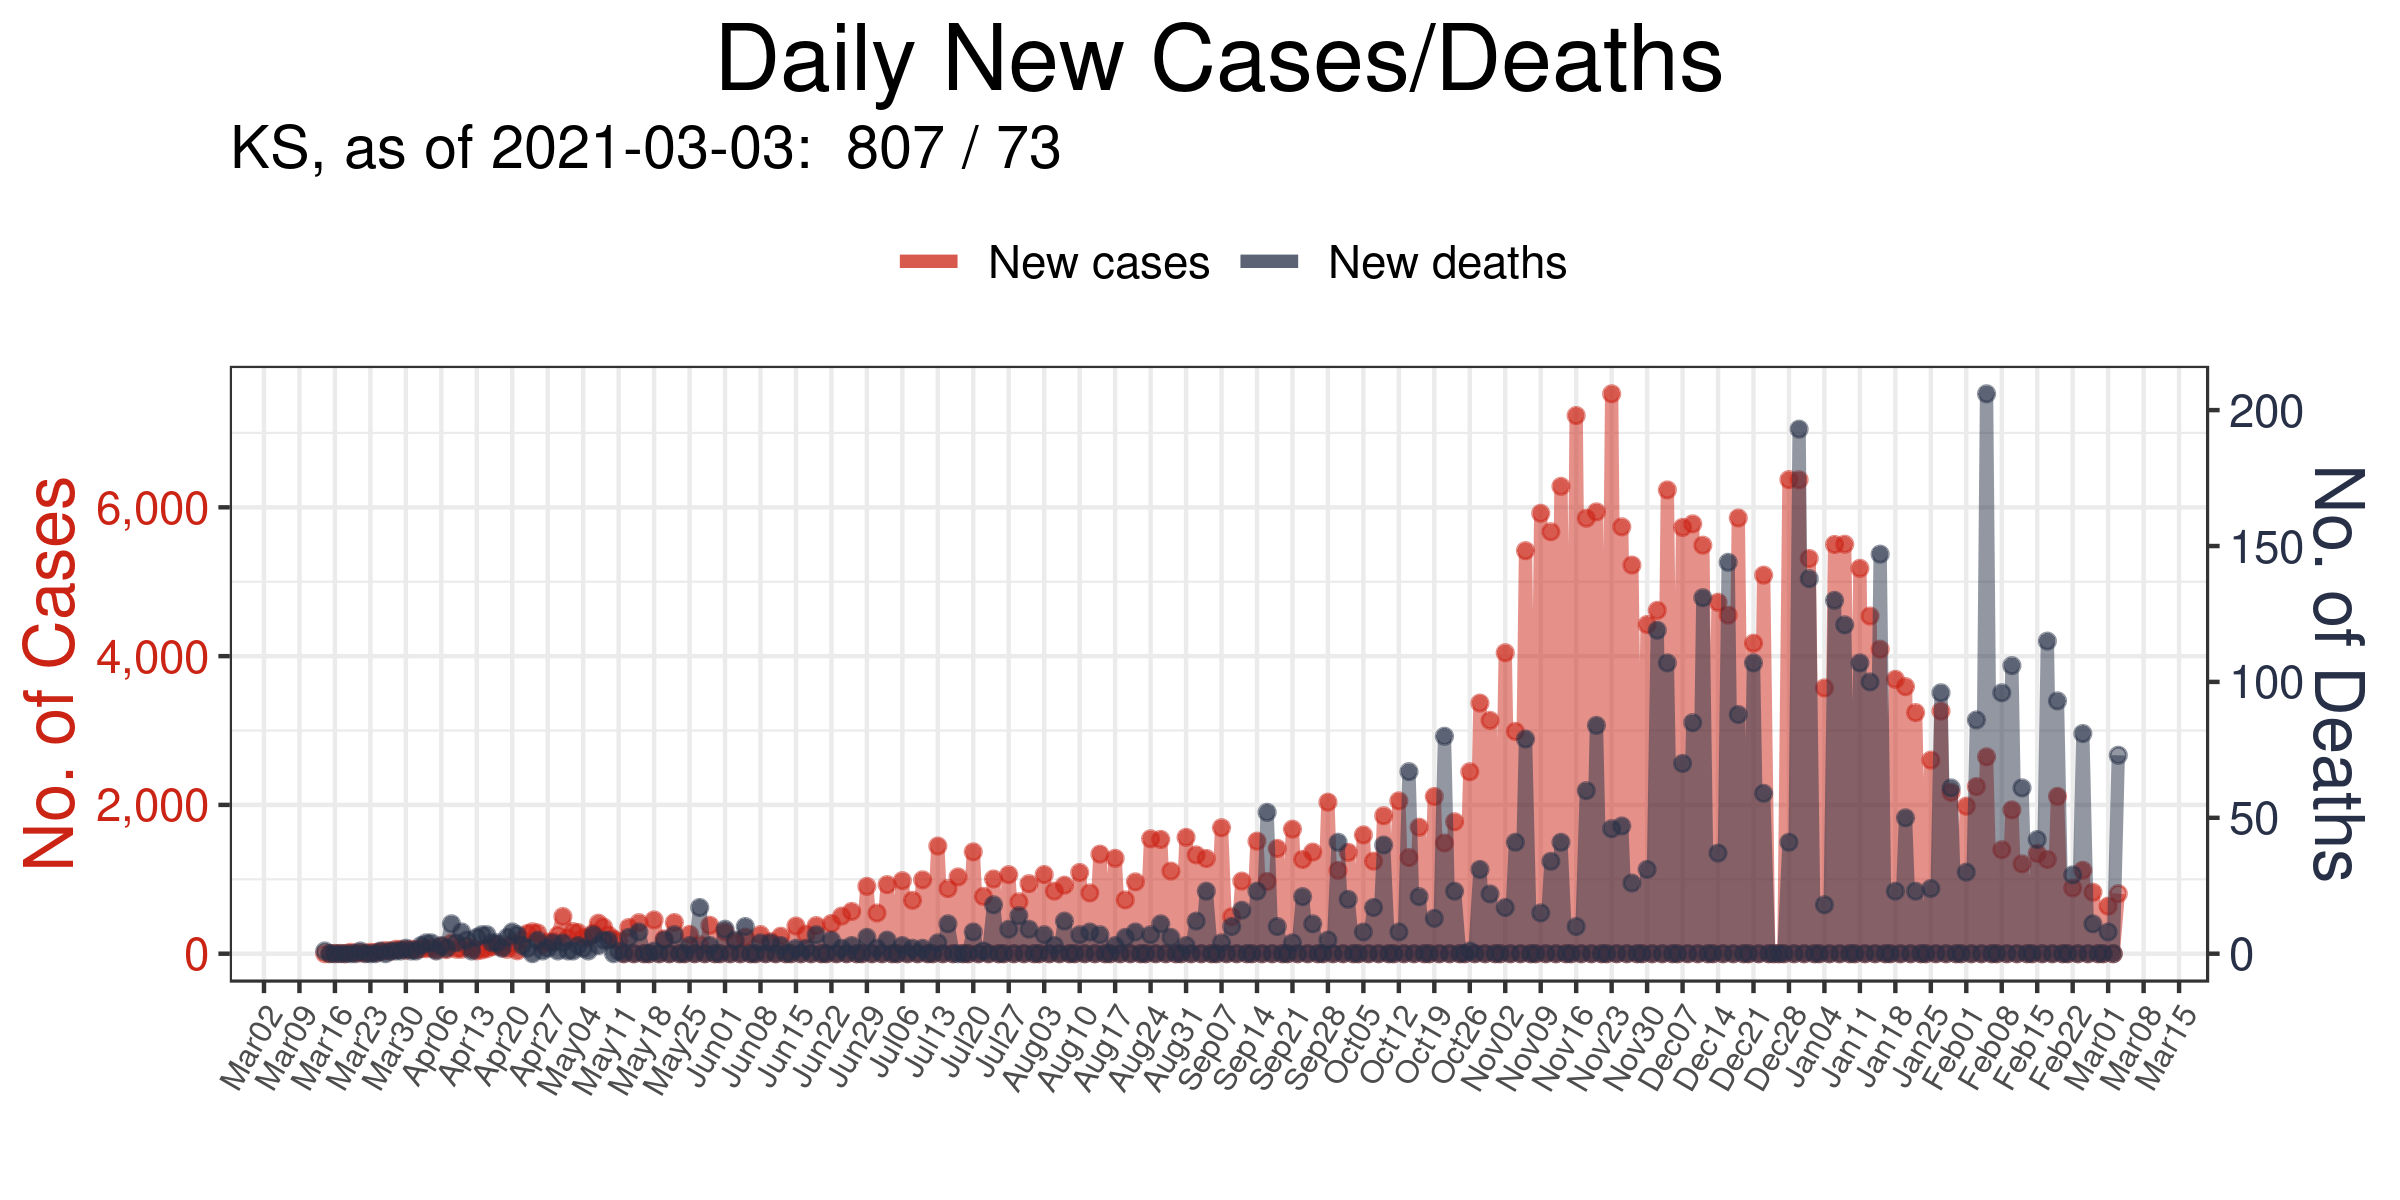 Daily New Cases/Deaths
KS, as of 2021-03-03:  807 / 73
New cases
New deaths
No. of Cases
6,000
4,000
2,000
0
200
150
100
50
0
No. of Deaths
Mar02
Mar09
Mar16
Mar23
Mar30
Apr06
Apr13
Apr20
Apr27
May04
May11
May18
May25
Jun01
Jun08
Jun15
Jun22
Jun29
Jul06
Jul13
Jul20
Jul27
Aug03
Aug10
Aug17
Aug24
Aug31
Sep07
Sep14
Sep21
Sep28
Oct05
Oct12
Oct19
Oct26
Nov02
Nov09
Nov16
Nov23
Nov30
Dec07
Dec14
Dec21
Dec28
Jan04
Jan11
Jan18
Jan25
Feb01
Feb08
Feb15
Feb22
Mar01
Mar08
Mar15